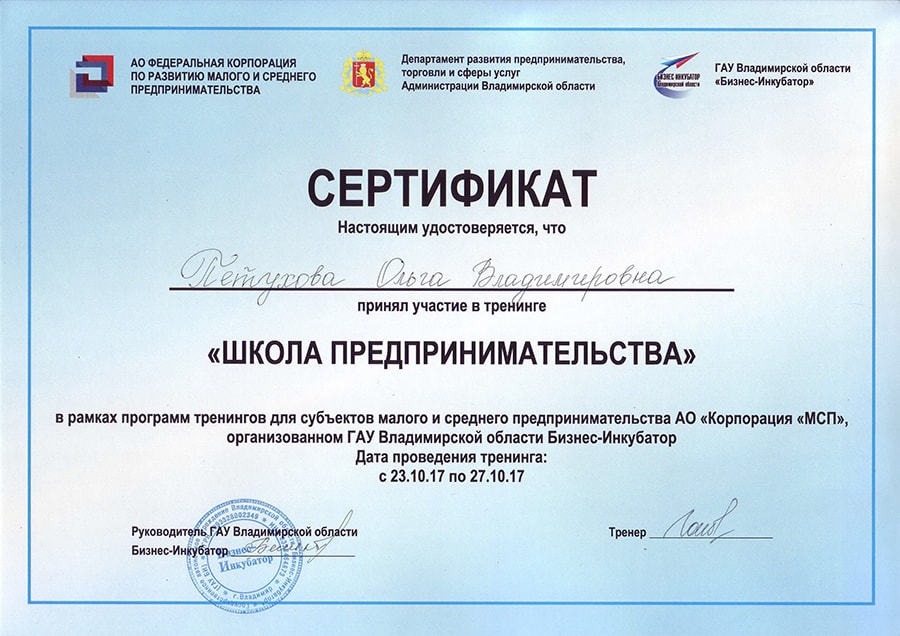 АО ФЕДЕРАЛЬНАЯ КОРПОРАЦИЯ
ПО РАЗВИТИЮ МАЛОГО И СРЕДНЕГО
ПРЕДПРИНИМАТЕЛЬСТВА
Департамент развития предпринимательства,
торговли и сферы услуг
Администрации Владимирской области
БИЗНЕС ИНКУБАТОР
Владимирской области
ГАУ Владимирской области
«Бизнес-Инкубатор»
СЕРТИФИКАТ
Настоящим удостоверяется, что
Петухова Ольга Владимировна
принял участие в тренинге
«ШКОЛА ПРЕДПРИНИМАТЕЛЬСТВА»
в рамках программ тренингов для субъектов малого и среднего предпринимательства АО «Корпорация «МСП»,
организованном ГАУ Владимирской области Бизнес-Инкубатор
Дата проведения тренинга:
с 23.10.17 по 27.10.17
Руководитель ГАУ Владимирской области
Бизнес-Инкубатор
Тренер
Бизнес
Инкубатор
г. Владимир